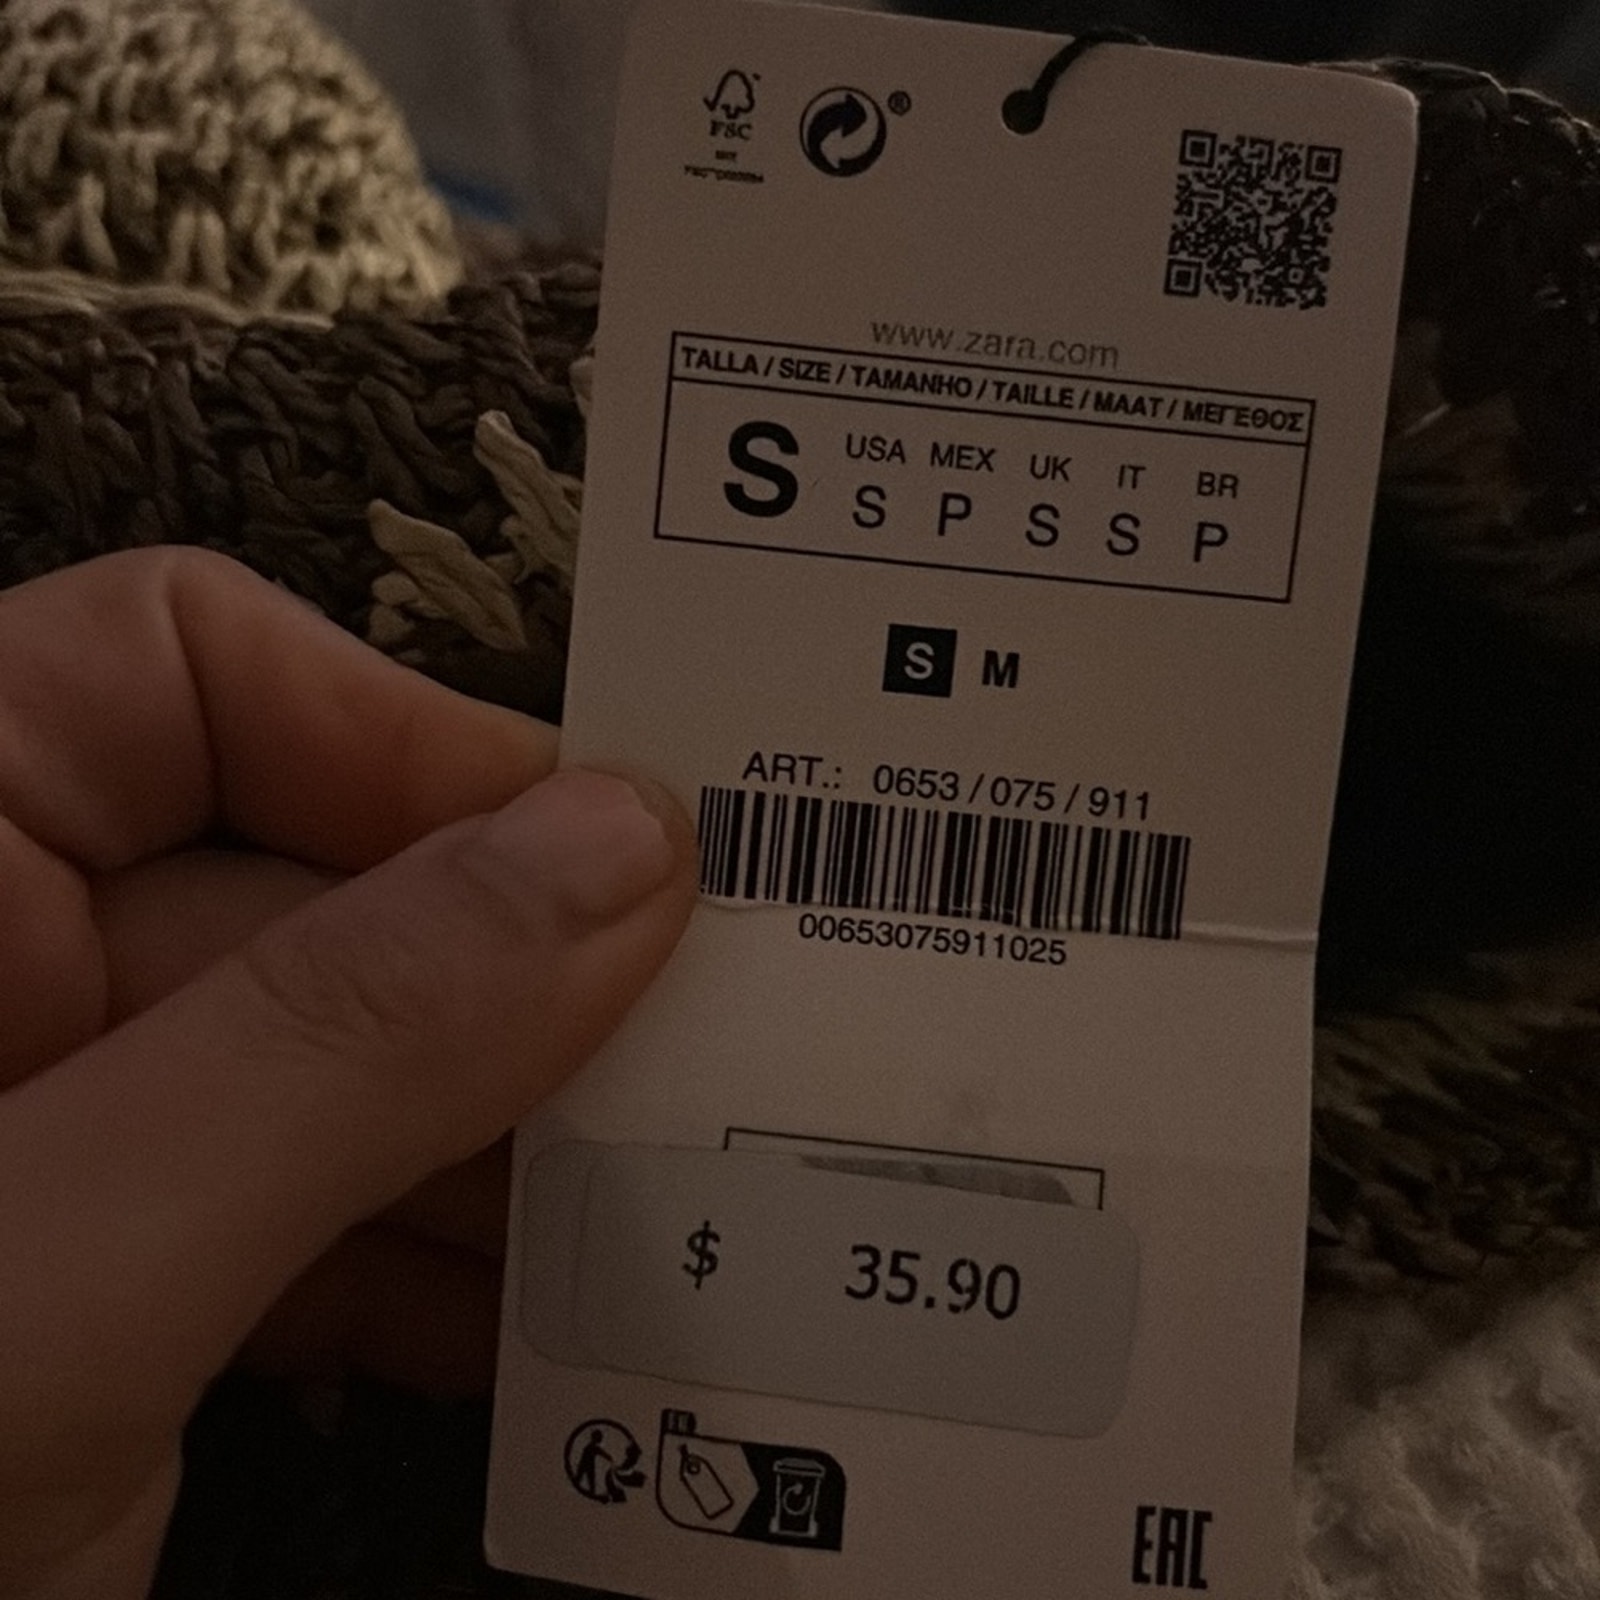 FSC
®
www.zara.com
TALLA / SIZE / TAMANHO / TAILLE / MAAT / ΜΕΓΕΘΟΣ
S USA MEX UK IT BR
S P S S P
S M
ART.: 0653 / 075 / 911
00653075911025
$ 35.90
EAC